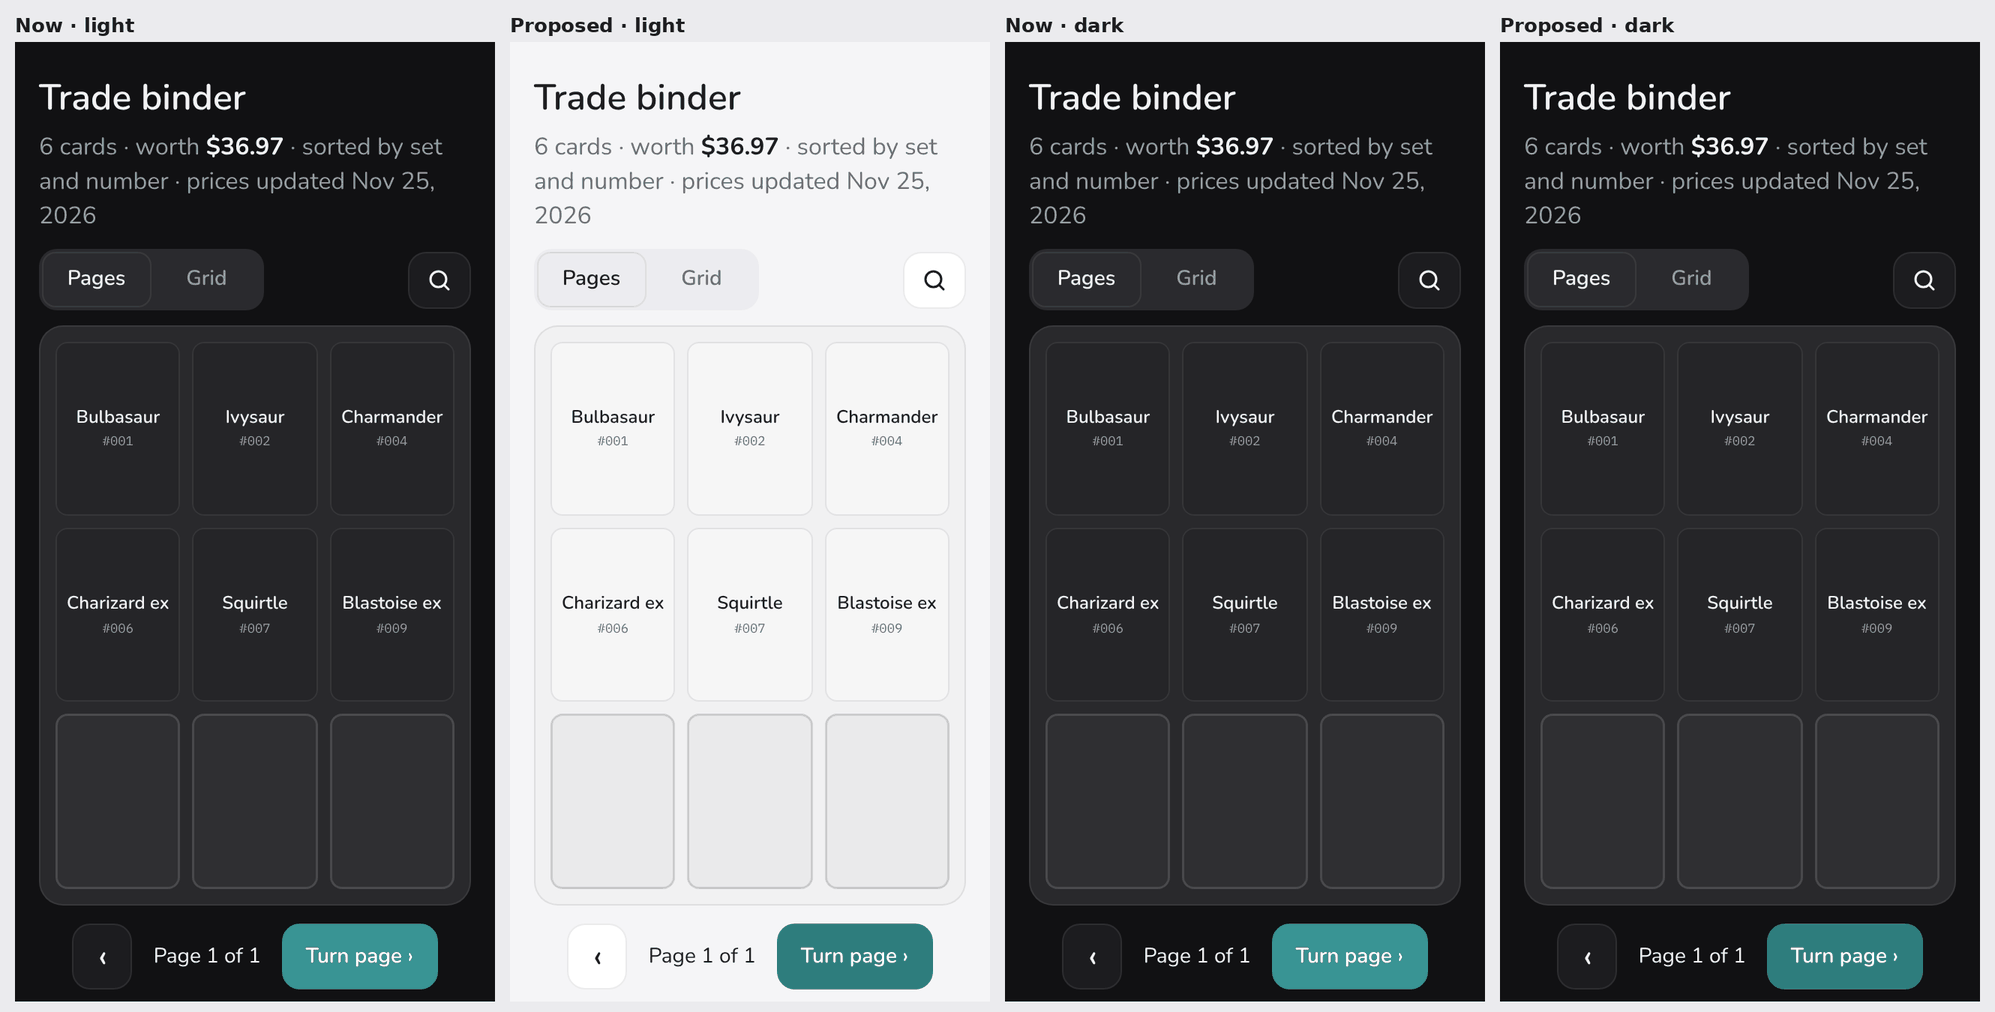 Now · light
Trade binder
6 cards · worth $36.97 · sorted by set
and number · prices updated Nov 25,
2026
Pages Grid
Bulbasaur Ivysaur Charmander
#001 #002 #004
Charizard ex Squirtle Blastoise ex
#006 #007 #009
‹ Page 1 of 1 Turn page ›
Proposed · light
Trade binder
6 cards · worth $36.97 · sorted by set
and number · prices updated Nov 25,
2026
Pages Grid
Bulbasaur Ivysaur Charmander
#001 #002 #004
Charizard ex Squirtle Blastoise ex
#006 #007 #009
‹ Page 1 of 1 Turn page ›
Now · dark
Trade binder
6 cards · worth $36.97 · sorted by set
and number · prices updated Nov 25,
2026
Pages Grid
Bulbasaur Ivysaur Charmander
#001 #002 #004
Charizard ex Squirtle Blastoise ex
#006 #007 #009
‹ Page 1 of 1 Turn page ›
Proposed · dark
Trade binder
6 cards · worth $36.97 · sorted by set
and number · prices updated Nov 25,
2026
Pages Grid
Bulbasaur Ivysaur Charmander
#001 #002 #004
Charizard ex Squirtle Blastoise ex
#006 #007 #009
‹ Page 1 of 1 Turn page ›